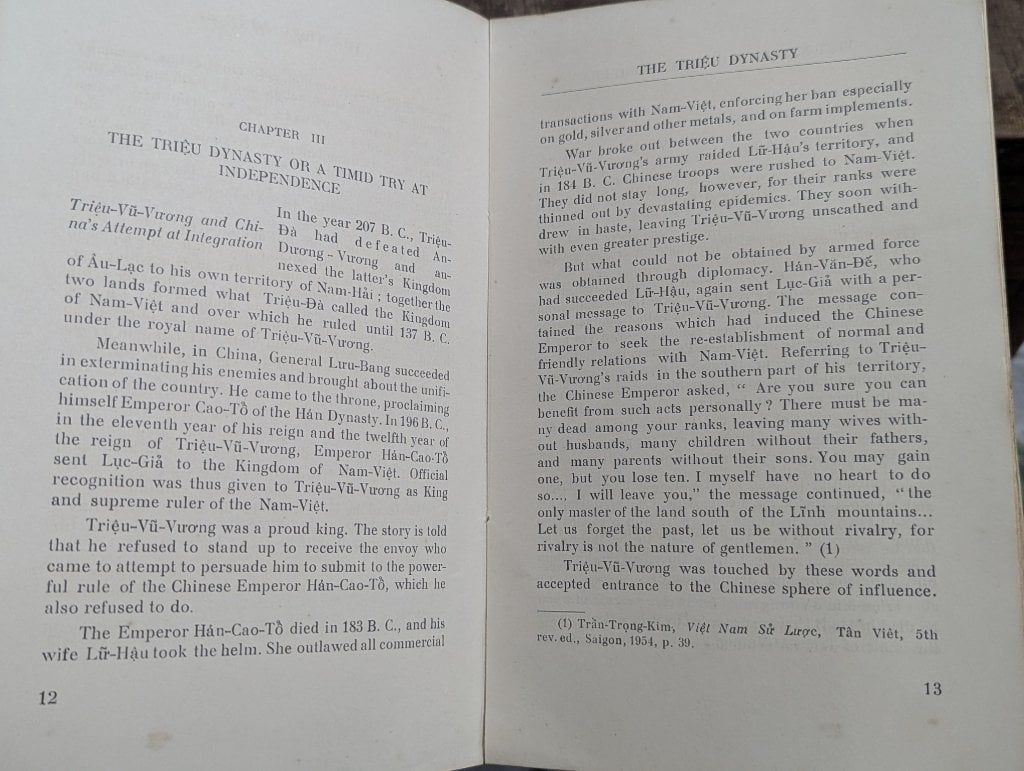 CHAPTER III
THE TRIỆU DYNASTY OR A TIMID TRY AT
INDEPENDENCE
Triệu-Vũ-Vương and Chi-
na's Attempt at Integration
In the year 207 B. C., Triệu-
Đà had defeated An-
Dương-Vương and an-
nexed the latter's Kingdom
of Âu-Lạc to his own territory of Nam-Hải ; together the
two lands formed what Triệu-Đà called the Kingdom
of Nam-Việt and over which he ruled until 137 B. C.
under the royal name of Triệu-Vũ-Vương.
Meanwhile, in China, General Lưu-Bang succeeded
in exterminating his enemies and brought about the unifi-
cation of the country. He came to the throne, proclaiming
himself Emperor Cao-Tổ of the Hán Dynasty. In 196 B. C.,
in the eleventh year of his reign and the twelfth year of
the reign of Triệu-Vũ-Vương, Emperor Hán-Cao-Tổ
sent Lục-Giả to the Kingdom of Nam-Việt. Official
recognition was thus given to Triệu-Vũ-Vương as King
and supreme ruler of the Nam-Việt.
Triệu-Vũ-Vương was a proud king. The story is told
that he refused to stand up to receive the envoy who
came to attempt to persuade him to submit to the power-
ful rule of the Chinese Emperor Hán-Cao-Tổ, which he
also refused to do.
The Emperor Hán-Cao-Tổ died in 183 B. C., and his
wife Lữ-Hậu took the helm. She outlawed all commercial
12
THE TRIỆU DYNASTY
transactions with Nam-Việt, enforcing her ban especially
on gold, silver and other metals, and on farm implements.
War broke out between the two countries when
Triệu-Vũ-Vương's army raided Lữ-Hậu's territory, and
in 184 B. C. Chinese troops were rushed to Nam-Việt.
They did not stay long, however, for their ranks were
thinned out by devastating epidemics. They soon with-
drew in haste, leaving Triệu-Vũ-Vương unscathed and
with even greater prestige.
But what could not be obtained by armed force
was obtained through diplomacy. Hán-Văn-Đế, who
had succeeded Lữ-Hậu, again sent Lục-Giả with a per-
sonal message to Triệu-Vũ-Vương. The message con-
tained the reasons which had induced the Chinese
Emperor to seek the re-establishment of normal and
friendly relations with Nam-Việt. Referring to Triệu-
Vũ-Vương's raids in the southern part of his territory,
the Chinese Emperor asked, “ Are you sure you can
benefit from such acts personally ? There must be ma-
ny dead among your ranks, leaving many wives with-
out husbands, many children without their fathers,
and many parents without their sons. You may gain
one, but you lose ten. I myself have no heart to do
so.... I will leave you,” the message continued, “ the
only master of the land south of the Lĩnh mountains...
Let us forget the past, let us be without rivalry, for
rivalry is not the nature of gentlemen. ” (1)
Triệu-Vũ-Vương was touched by these words and
accepted entrance to the Chinese sphere of influence.
(1) Trần-Trọng-Kim, Việt Nam Sử Lược, Tân Viêt, 5th
rev. ed., Saigon, 1954, p. 39.
13